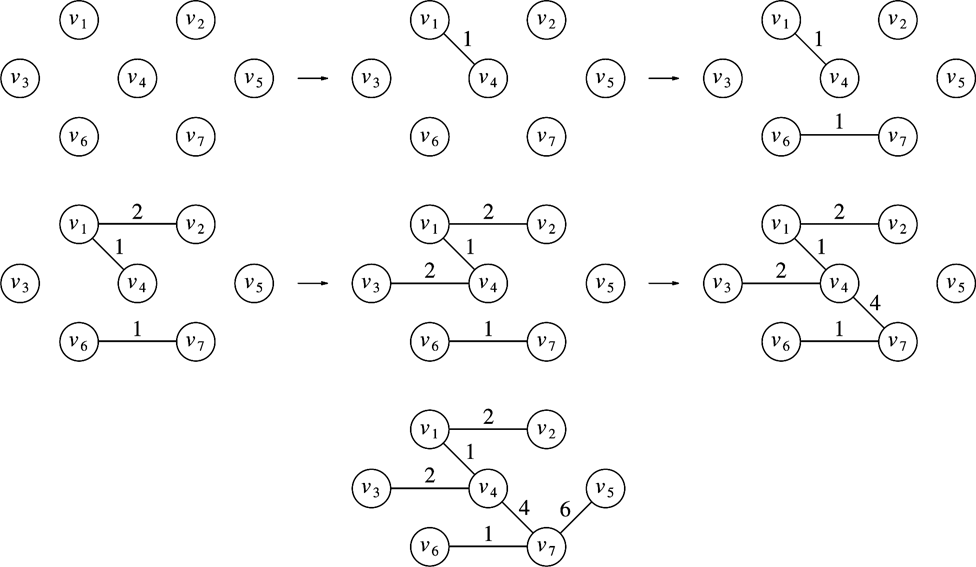 v1 v2 v1 v2 v1 v2
1 1
v3 v4 v5 v3 v4 v5 v3 v4 v5
1
v6 v7 v6 v7 v6 v7
2 2 2
v1 v2 v1 v2 v1 v2
1 1 1
2 2
v3 v4 v5 v3 v4 v5 v3 v4 v5
4
1 1 1
v6 v7 v6 v7 v6 v7
2
v1 v2
1
2
v3 v4 v5
4 6
1
v6 v7